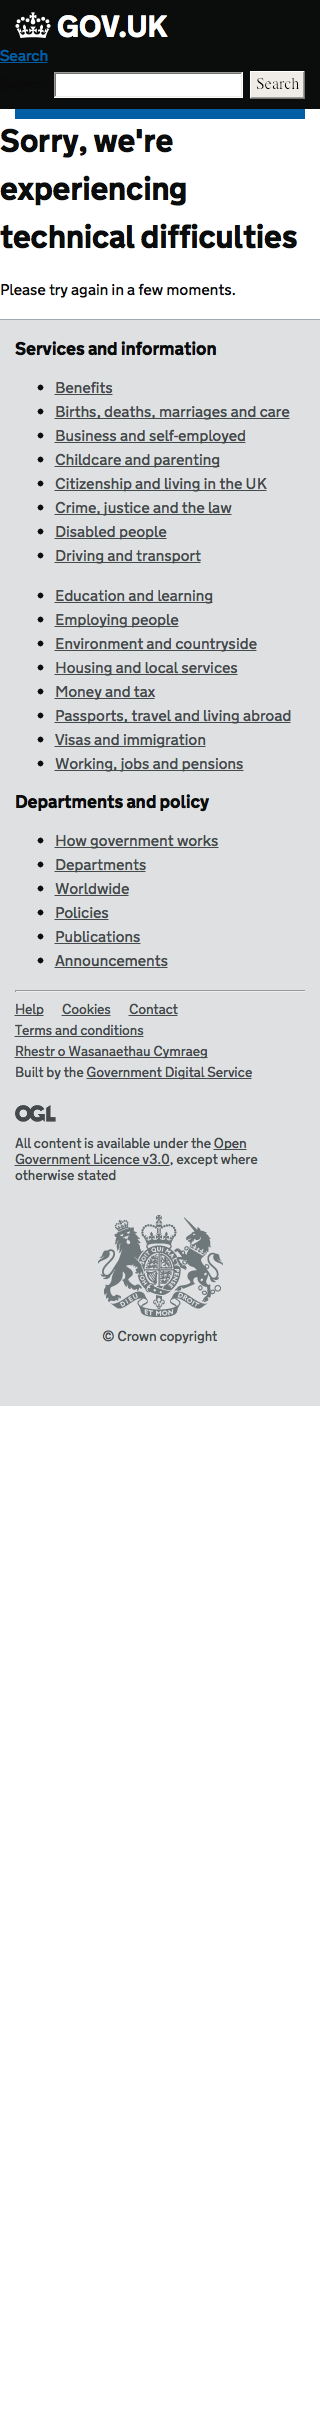 GOV.UK
Search
Search
Sorry, we're
experiencing
technical difficulties
Please try again in a few moments.
Services and information
Benefits
Births, deaths, marriages and care
Business and self-employed
Childcare and parenting
Citizenship and living in the UK
Crime, justice and the law
Disabled people
Driving and transport
Education and learning
Employing people
Environment and countryside
Housing and local services
Money and tax
Passports, travel and living abroad
Visas and immigration
Working, jobs and pensions
Departments and policy
How government works
Departments
Worldwide
Policies
Publications
Announcements
Help Cookies Contact
Terms and conditions
Rhestr o Wasanaethau Cymraeg
Built by the Government Digital Service
OGL
All content is available under the Open
Government Licence v3.0, except where
otherwise stated
DIEU ET MON DROIT
© Crown copyright